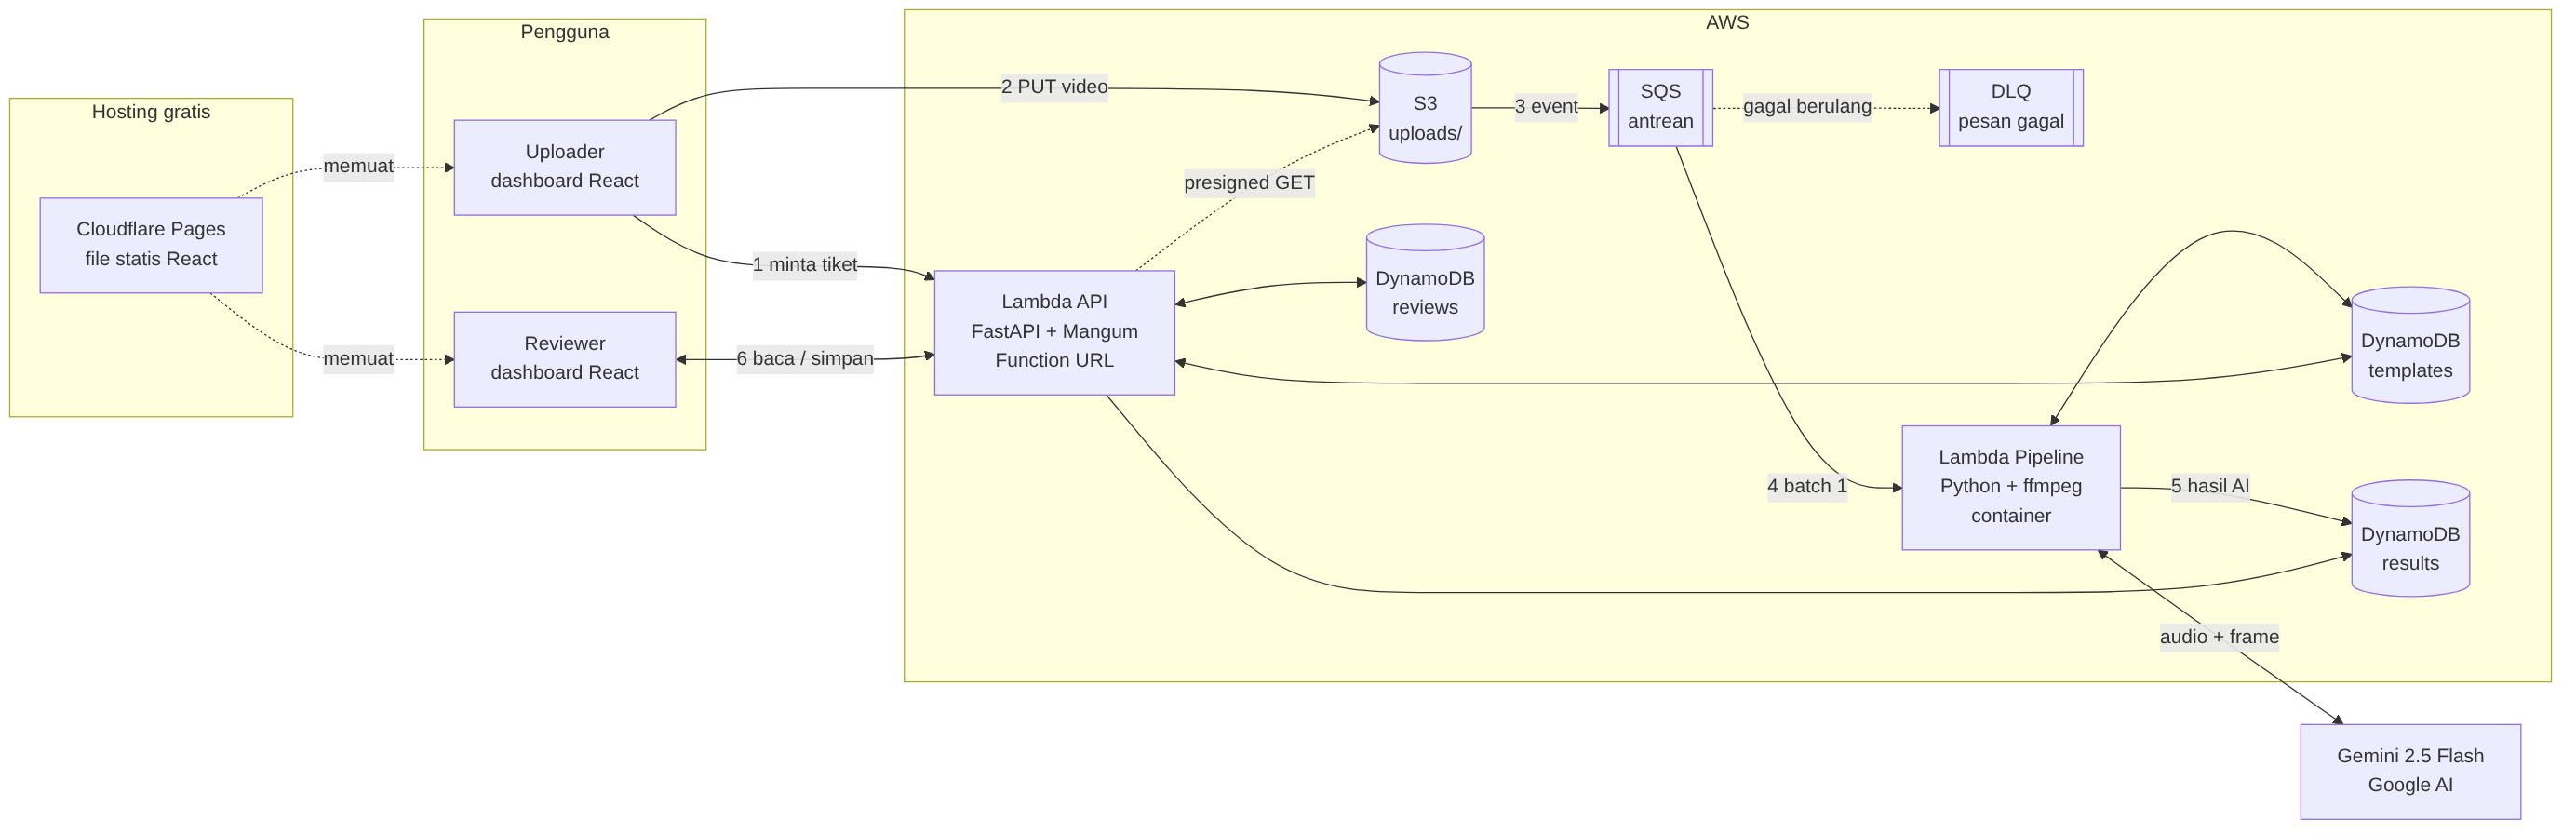 Hosting gratis
Cloudflare Pages
file statis React
memuat
memuat
Pengguna
Uploader
dashboard React
Reviewer
dashboard React
2 PUT video
1 minta tiket
6 baca / simpan
AWS
S3
uploads/
3 event
SQS
antrean
gagal berulang
DLQ
pesan gagal
presigned GET
Lambda API
FastAPI + Mangum
Function URL
DynamoDB
reviews
DynamoDB
templates
4 batch 1
Lambda Pipeline
Python + ffmpeg
container
5 hasil AI
DynamoDB
results
audio + frame
Gemini 2.5 Flash
Google AI